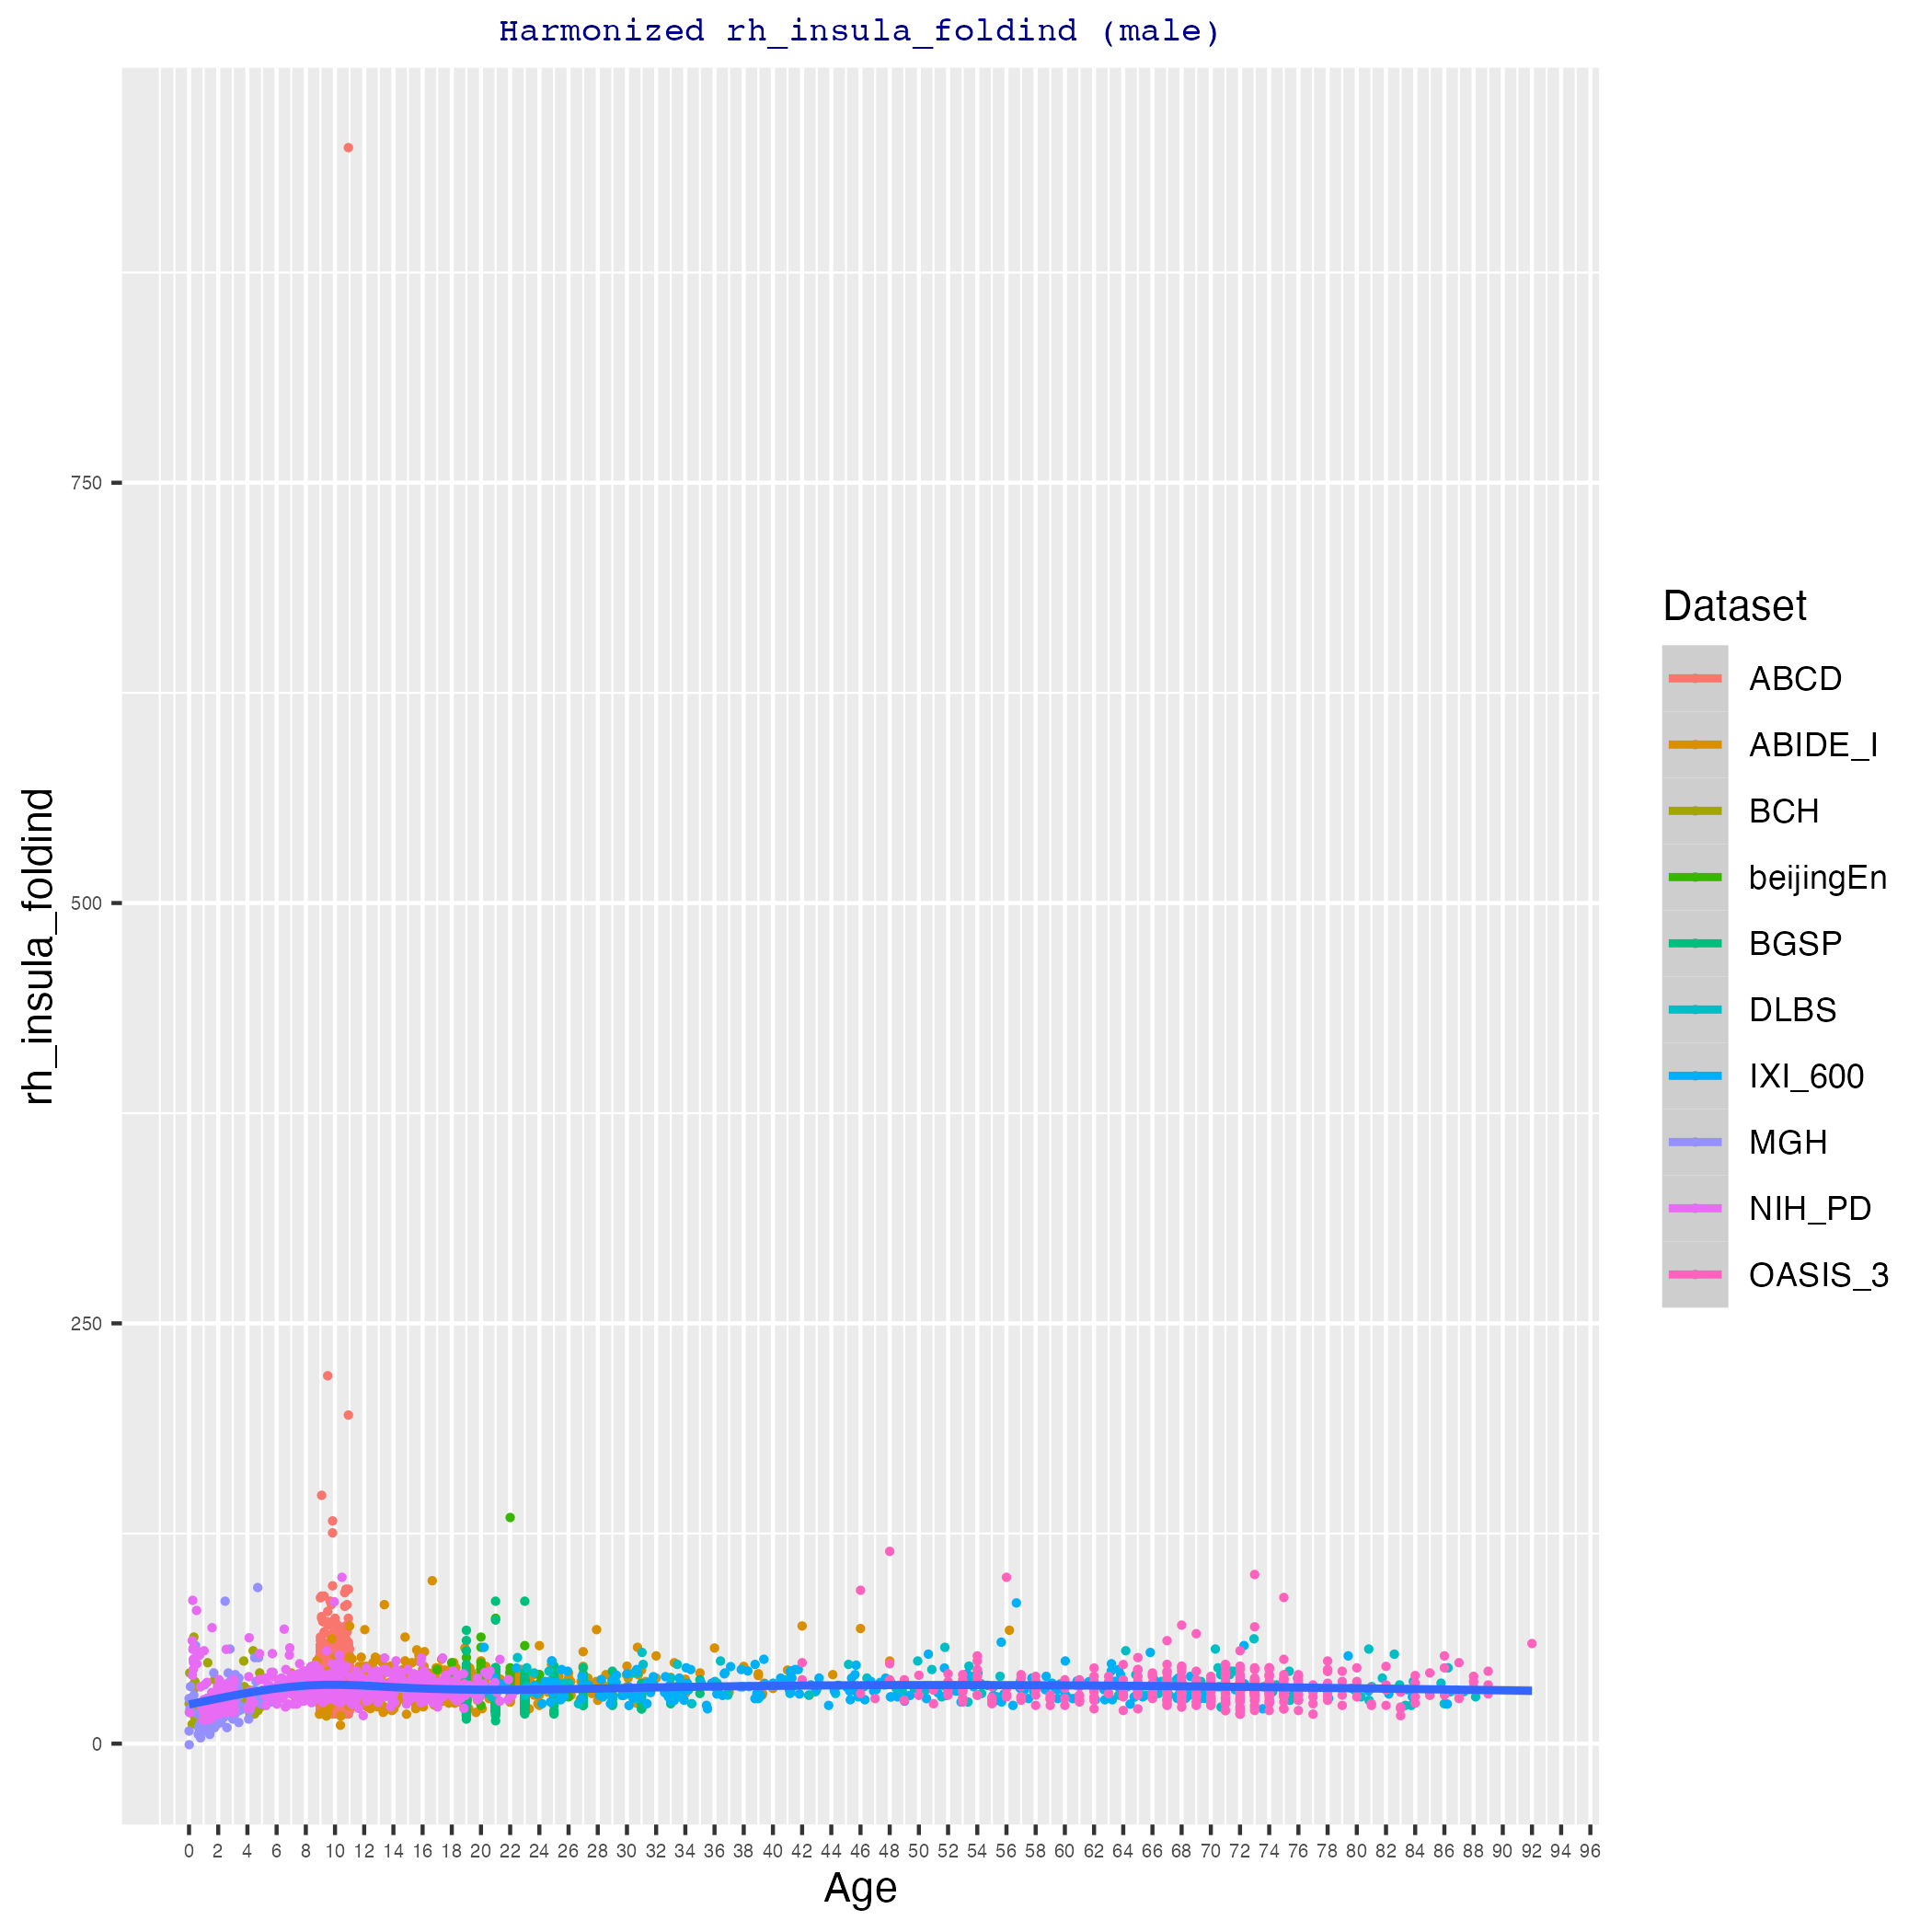 Harmonized rh_insula_foldind (male)
rh_insula_foldind
750
500
250
0
0 2 4 6 8 10 12 14 16 18 20 22 24 26 28 30 32 34 36 38 40 42 44 46 48 50 52 54 56 58 60 62 64 66 68 70 72 74 76 78 80 82 84 86 88 90 92 94 96
Age
Dataset
ABCD
ABIDE_I
BCH
beijingEn
BGSP
DLBS
IXI_600
MGH
NIH_PD
OASIS_3